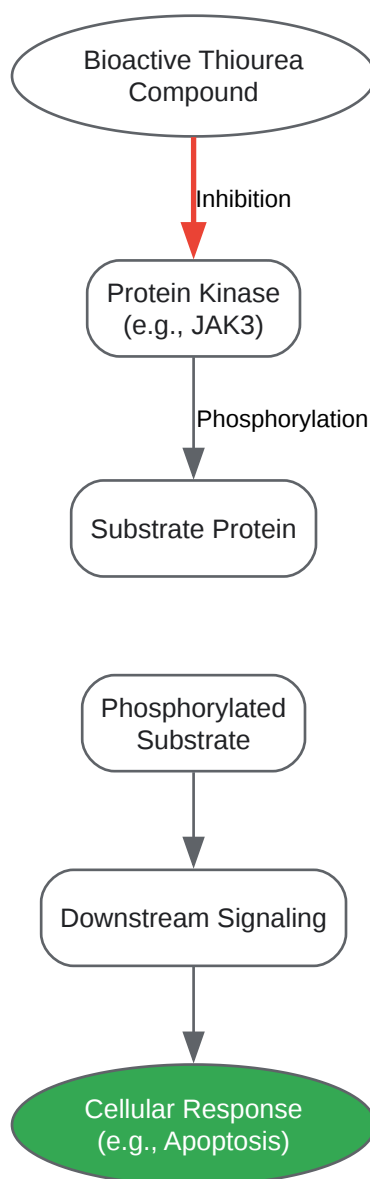 Bioactive Thiourea
Compound
Inhibition
Protein Kinase
(e.g., JAK3)
Phosphorylation
Substrate Protein
Phosphorylated
Substrate
Downstream Signaling
Cellular Response
(e.g., Apoptosis)